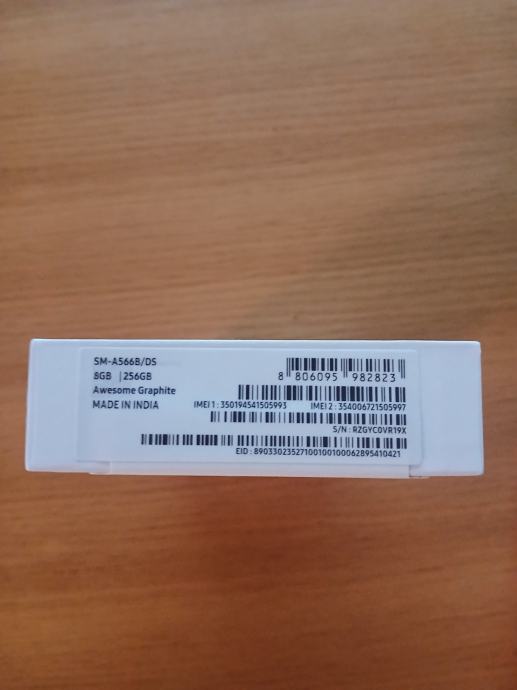 SM-A566B/DS
8GB | 256GB
Awesome Graphite
MADE IN INDIA
8 806095 982823
IMEI 1 : 350194541505993 IMEI 2 : 354006721505997
S/N : RZGYC0VR19X
EID : 89033023527100100100062895410421